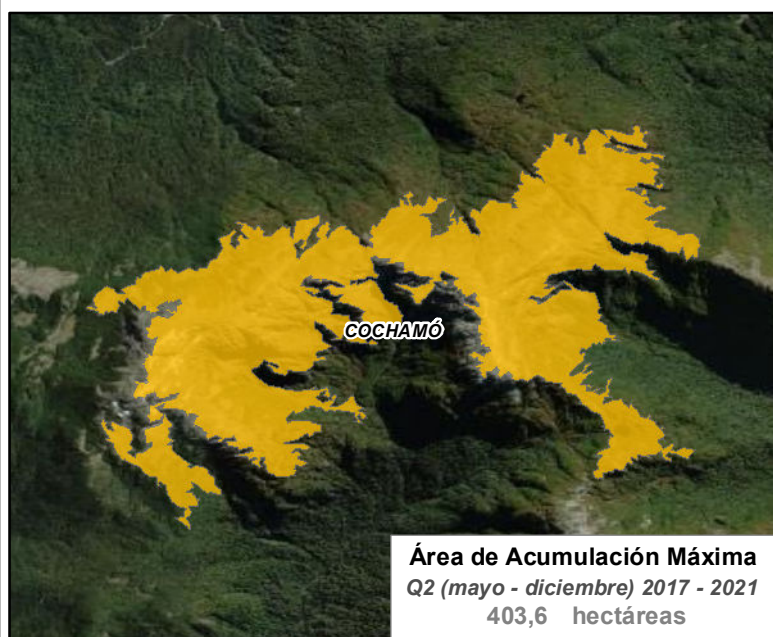 COCHAMÓ
Área de Acumulación Máxima
Q2 (mayo - diciembre) 2017 - 2021
403,6 hectáreas